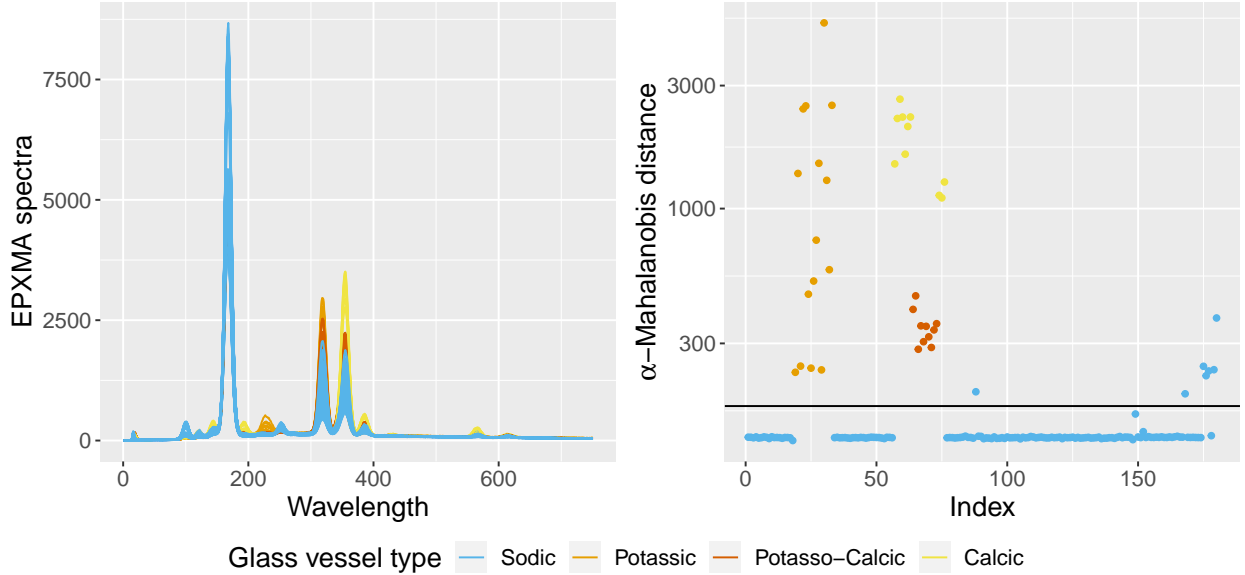 EPXMA spectra
7500
5000
2500
0
0 200 400 600
Wavelength
α−Mahalanobis distance
3000
1000
300
0 50 100 150
Index
Glass vessel type Sodic Potassic Potasso−Calcic Calcic